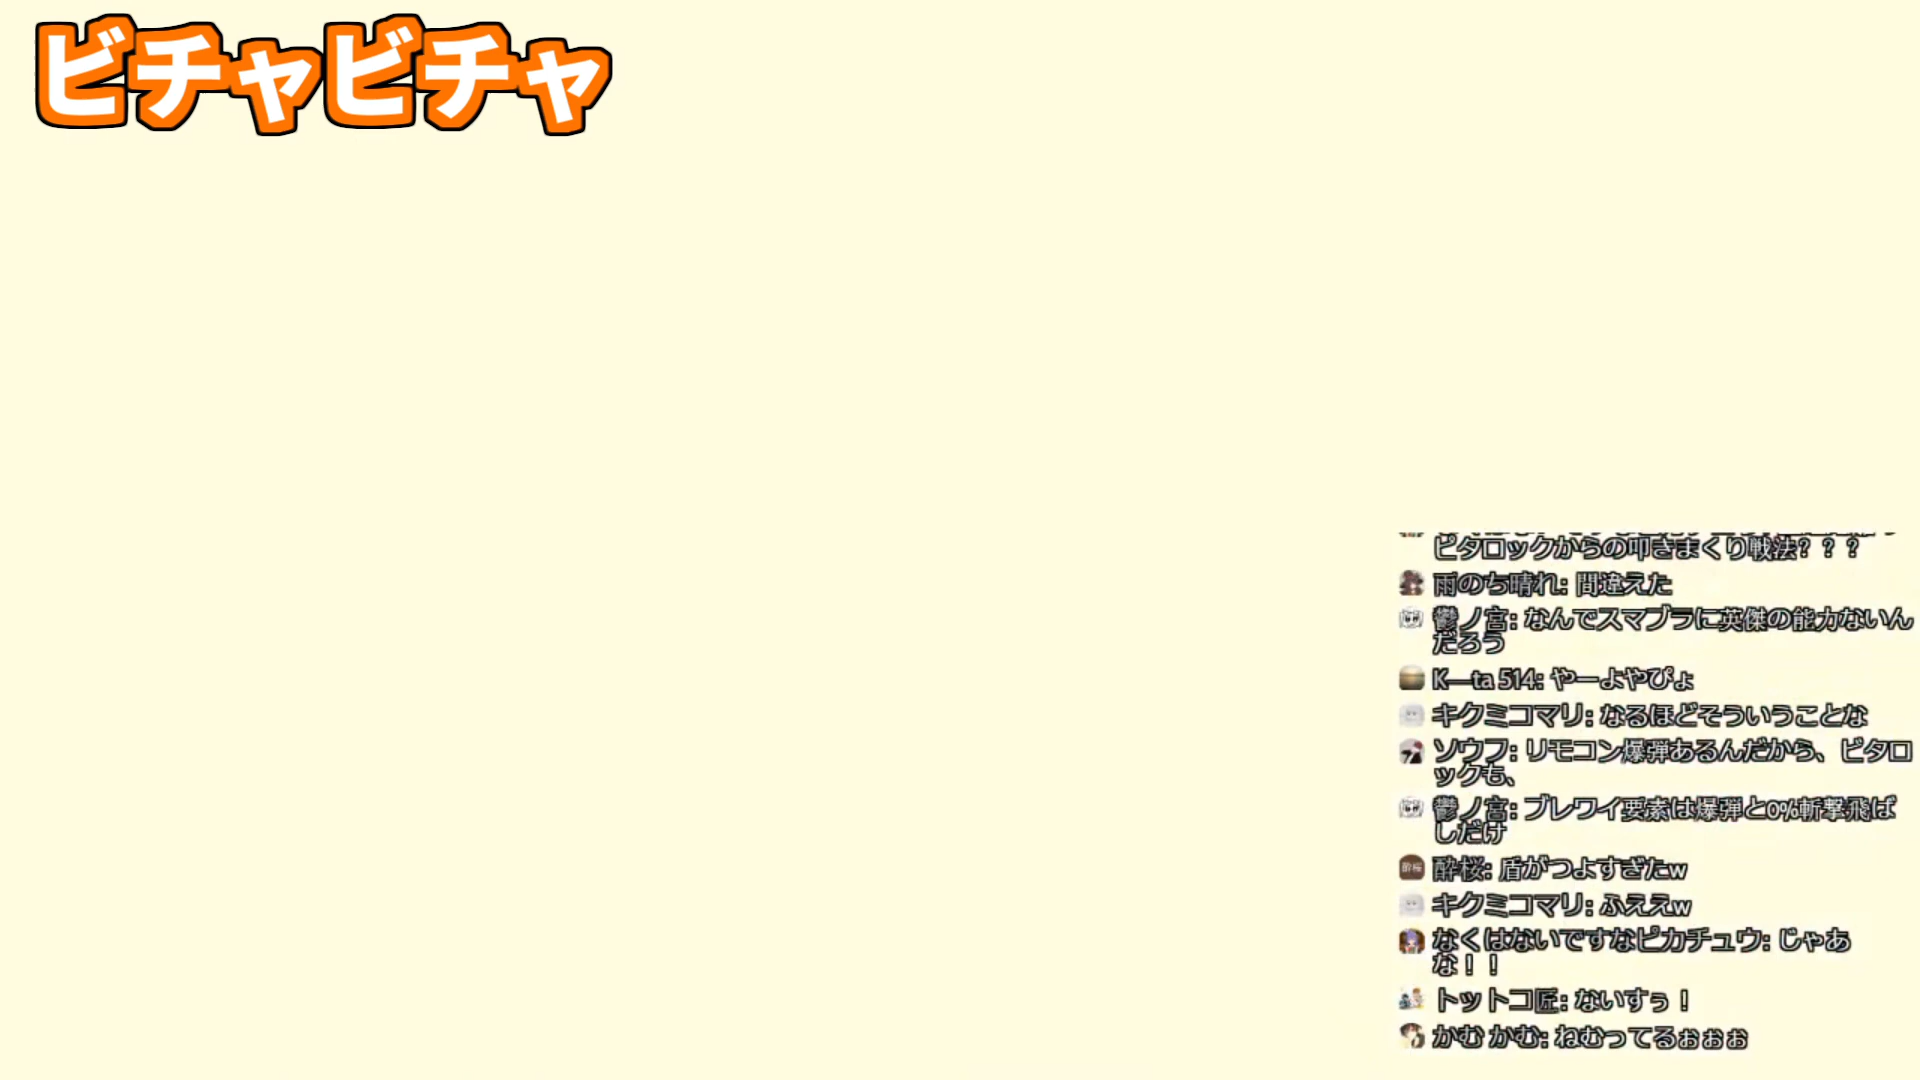 ビチャビチャ
ピタロックからの叩きまくり戦法？？？
雨のち晴れ: 間違えた
鬱ノ宮: なんでスマブラに英傑の能力ないん
だろう
K—ta 514: やーよやぴょ
キクミコマリ: なるほどそういうことな
ソウフ: リモコン爆弾あるんだから、ビタロ
ックも、
鬱ノ宮: ブレワイ要素は爆弾と0%斬撃飛ば
しだけ
酔桜: 盾がつよすぎたw
キクミコマリ: ふええw
なくはないですなピカチュウ: じゃあ
な！！
トットコ匠: ないすぅ！
かむ かむ: ねむってるぉぉぉ